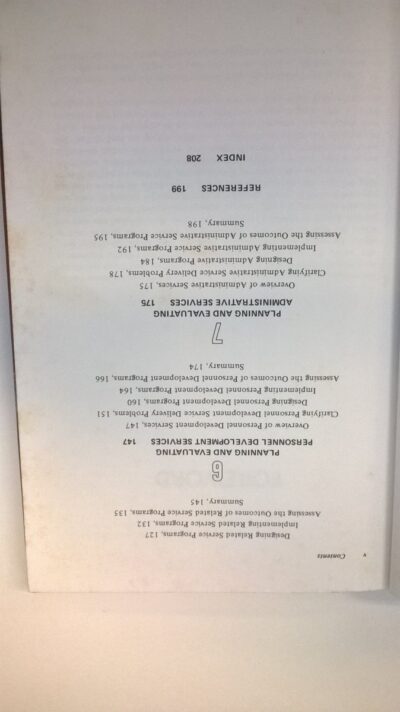 v Contents
Designing Related Service Programs, 127
Implementing Related Service Programs, 132
Assessing the Outcomes of Related Service Programs, 135
Summary, 145
6
PLANNING AND EVALUATING
PERSONNEL DEVELOPMENT SERVICES 147
Overview of Personnel Development Services, 147
Clarifying Personnel Development Service Delivery Problems, 151
Designing Personnel Development Programs, 160
Implementing Personnel Development Programs, 164
Assessing the Outcomes of Personnel Development Programs, 166
Summary, 174
7
PLANNING AND EVALUATING
ADMINISTRATIVE SERVICES 175
Overview of Administrative Services, 175
Clarifying Administrative Service Delivery Problems, 178
Designing Administrative Programs, 184
Implementing Administrative Service Programs, 192
Assessing the Outcomes of Administrative Service Programs, 195
Summary, 198
REFERENCES 199
INDEX 208